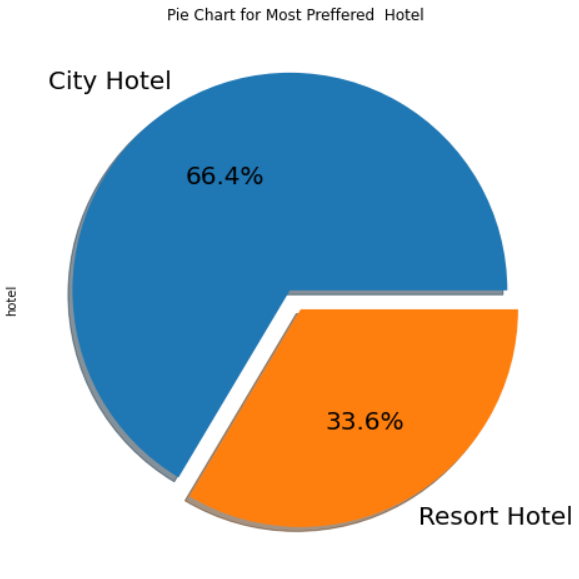 Pie Chart for Most Preffered  Hotel
City Hotel
66.4%
hotel
33.6%
Resort Hotel